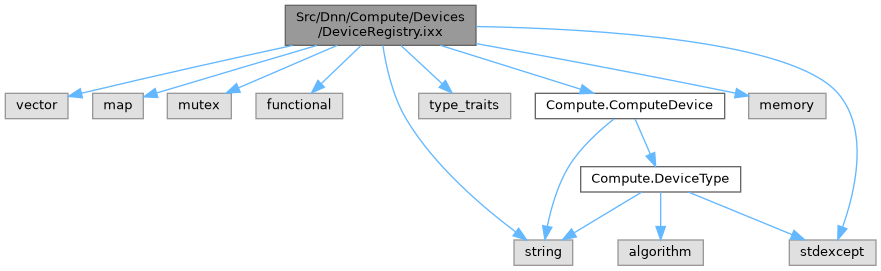 Src/Dnn/Compute/Devices
/DeviceRegistry.ixx
vector
map
mutex
functional
type_traits
Compute.ComputeDevice
memory
Compute.DeviceType
string
algorithm
stdexcept